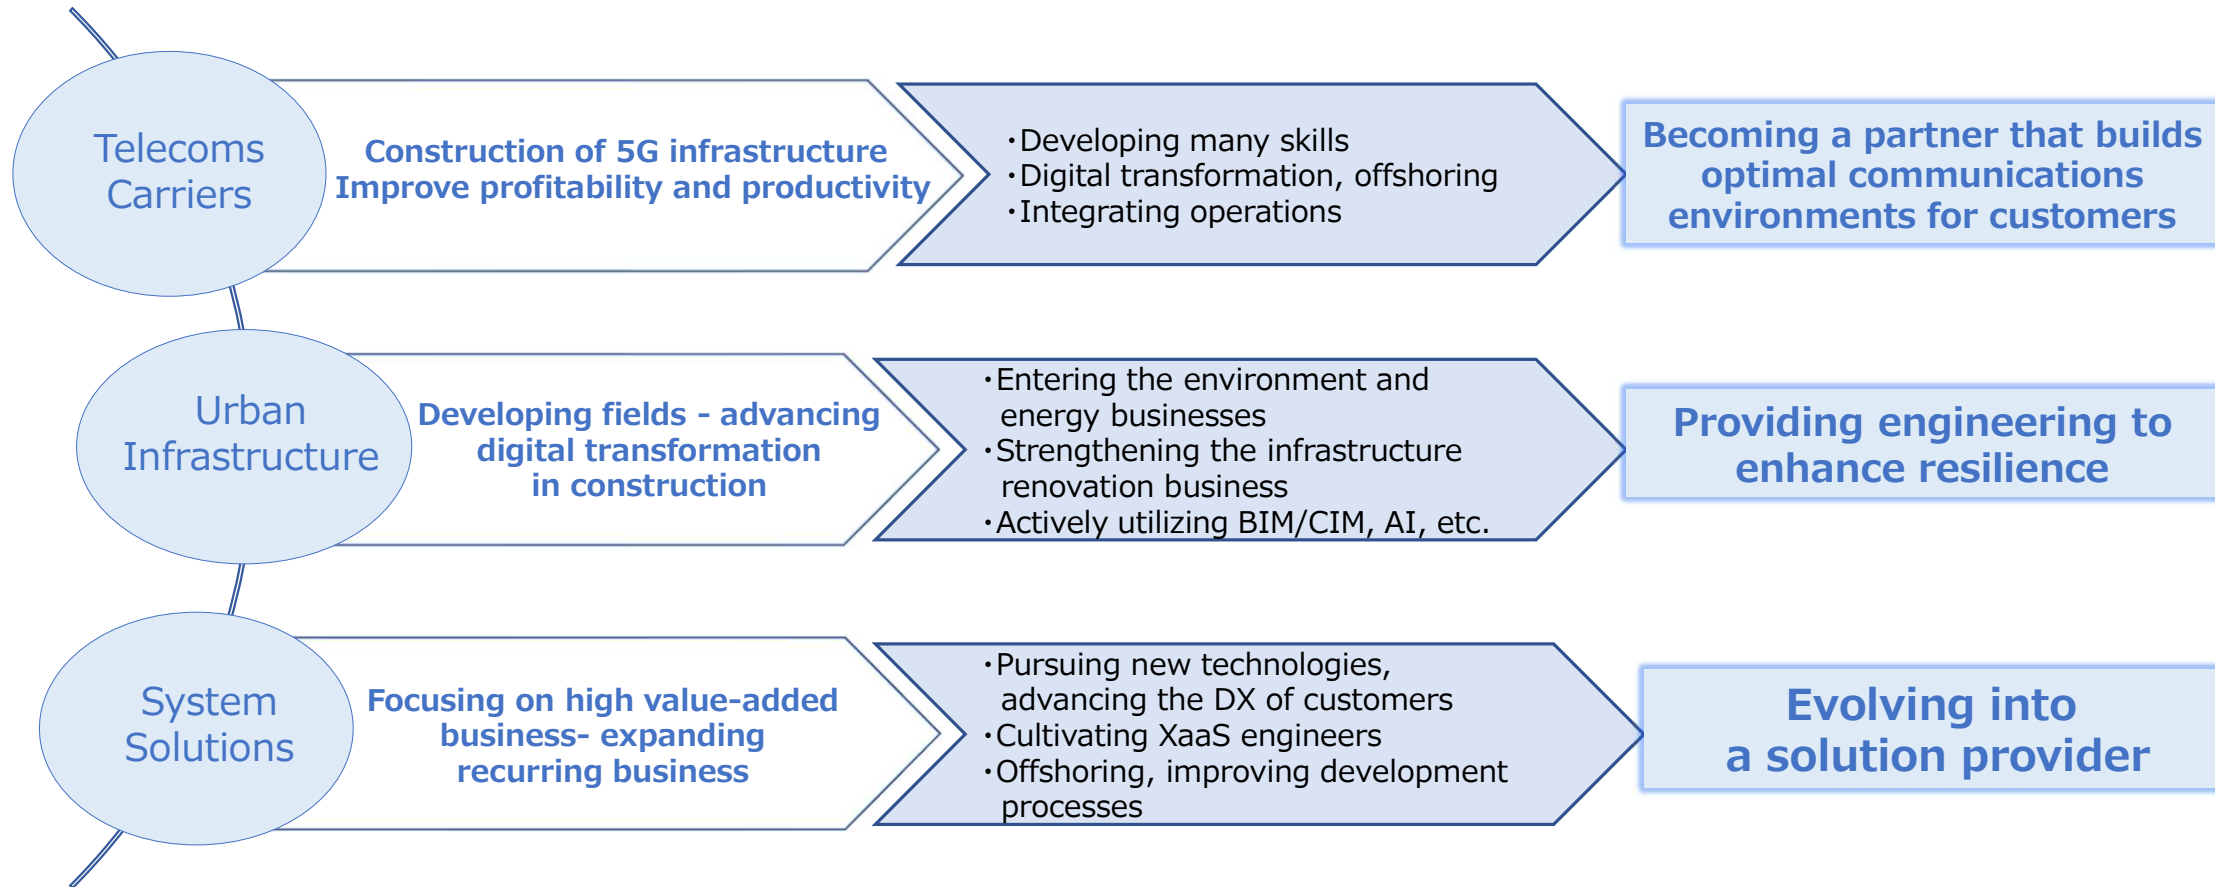 Telecoms
Carriers
Construction of 5G infrastructure
Improve profitability and productivity
・Developing many skills
・Digital transformation, offshoring
・Integrating operations
Becoming a partner that builds
optimal communications
environments for customers
Urban
Infrastructure
Developing fields - advancing
digital transformation
in construction
・Entering the environment and
energy businesses
・Strengthening the infrastructure
renovation business
・Actively utilizing BIM/CIM, AI, etc.
Providing engineering to
enhance resilience
System
Solutions
Focusing on high value-added
business- expanding
recurring business
・Pursuing new technologies,
advancing the DX of customers
・Cultivating XaaS engineers
・Offshoring, improving development
processes
Evolving into
a solution provider